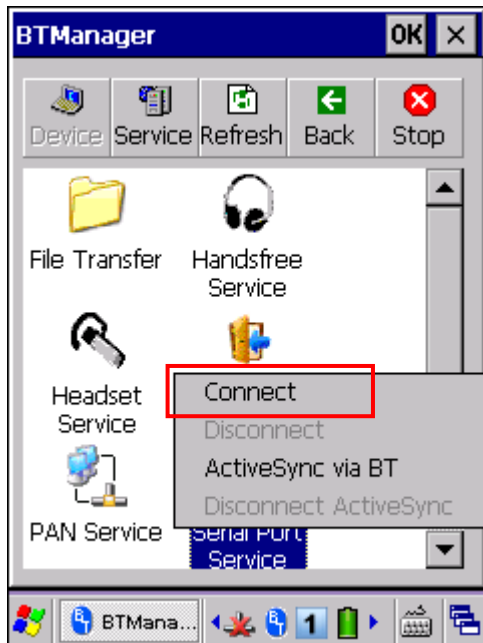 BTManager OK
Device Service Refresh Back Stop
File Transfer
Handsfree
Service
Headset
Service
Connect
Disconnect
ActiveSync via BT
Disconnect ActiveSync
PAN Service
Serial Port
Service
BTMana... 1